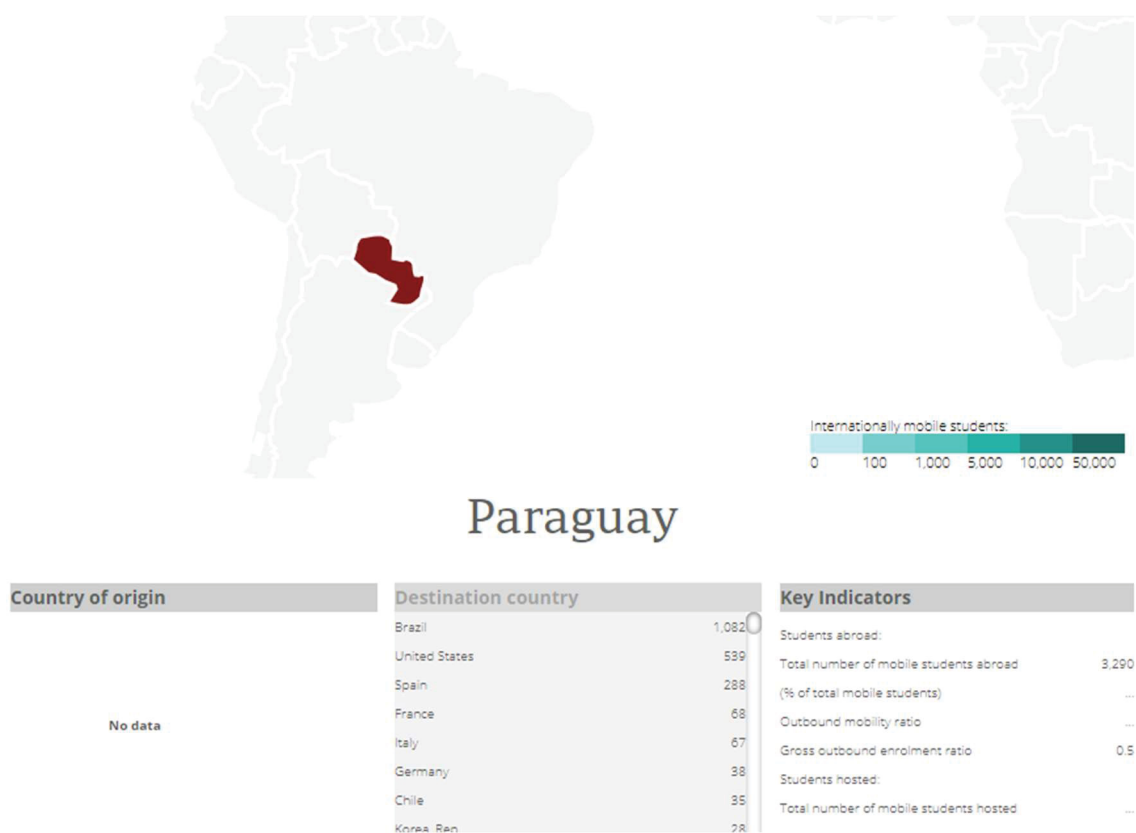 Internationally mobile students:
0 100 1,000 5,000 10,000 50,000
Paraguay
Country of origin
No data
Destination country
Brazil 1,082
United States 539
Spain 288
France 68
Italy 67
Germany 38
Chile 35
Korea, Rep. 28
Key Indicators
Students abroad:
Total number of mobile students abroad 3,290
(% of total mobile students) ...
Outbound mobility ratio ...
Gross outbound enrolment ratio 0.5
Students hosted:
Total number of mobile students hosted ...